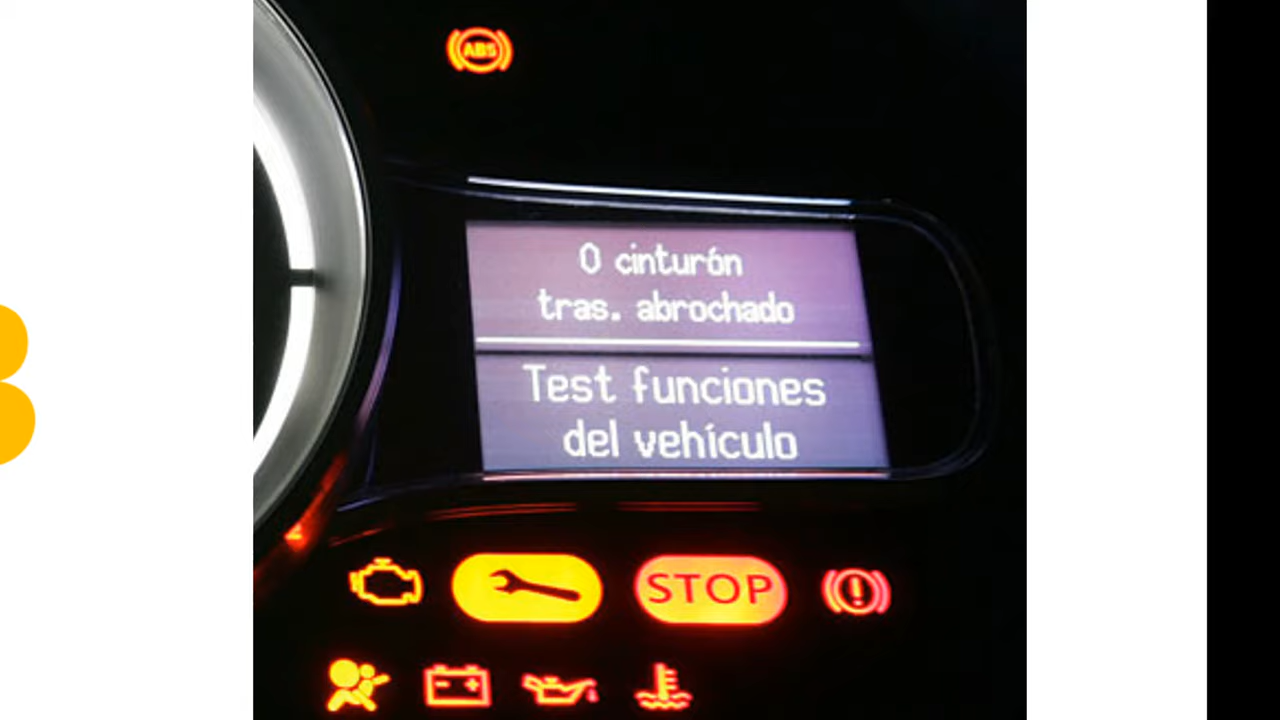 ABS
0 cinturón
tras. abrochado
Test funciones
del vehículo
STOP